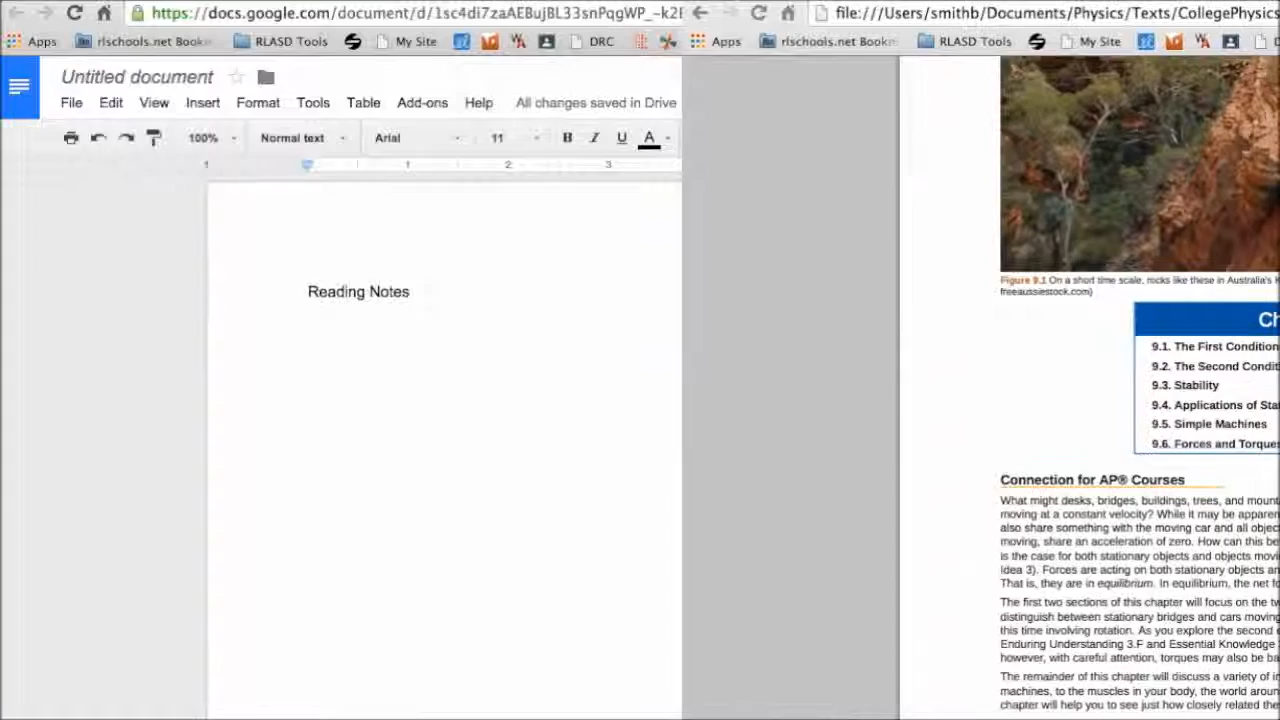 https://docs.google.com/document/d/1sc4di7zaAEBujBL33snPqgWP_~k2
Apps rlschools.net Book RLASD Tools My Site DRC
Untitled document
File Edit View Insert Format Tools Table Add-ons Help All changes saved in Drive
100% Normal text Arial 11 B I U A
1 1 2 3
Reading Notes
file:///Users/smithb/Documents/Physics/Texts/CollegePhysics
Apps rlschools.net Book RLASD Tools My Site
Figure 9.1 On a short time scale, rocks like these in Australia's
freeaussiestock.com)
Ch
9.1. The First Condition
9.2. The Second Condit
9.3. Stability
9.4. Applications of Sta
9.5. Simple Machines
9.6. Forces and Torque
Connection for AP® Courses
What might desks, bridges, buildings, trees, and mount
moving at a constant velocity? While it may be apparen
also share something with the moving car and all objec
moving, share an acceleration of zero. How can this be
is the case for both stationary objects and objects movi
Idea 3). Forces are acting on both stationary objects an
That is, they are in equilibrium. In equilibrium, the net fo
The first two sections of this chapter will focus on the tw
distinguish between stationary bridges and cars moving
this time involving rotation. As you explore the second
Enduring Understanding 3.F and Essential Knowledge
however, with careful attention, torques may also be ba
The remainder of this chapter will discuss a variety of i
machines, to the muscles in your body, the world aroun
chapter will help you to see just how closely related the